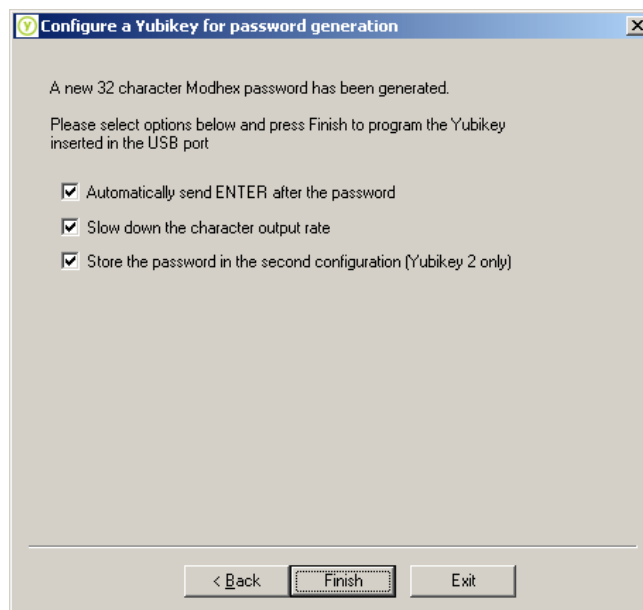 Configure a Yubikey for password generation
A new 32 character Modhex password has been generated.
Please select options below and press Finish to program the Yubikey
inserted in the USB port
Automatically send ENTER after the password
Slow down the character output rate
Store the password in the second configuration (Yubikey 2 only)
< Back Finish Exit